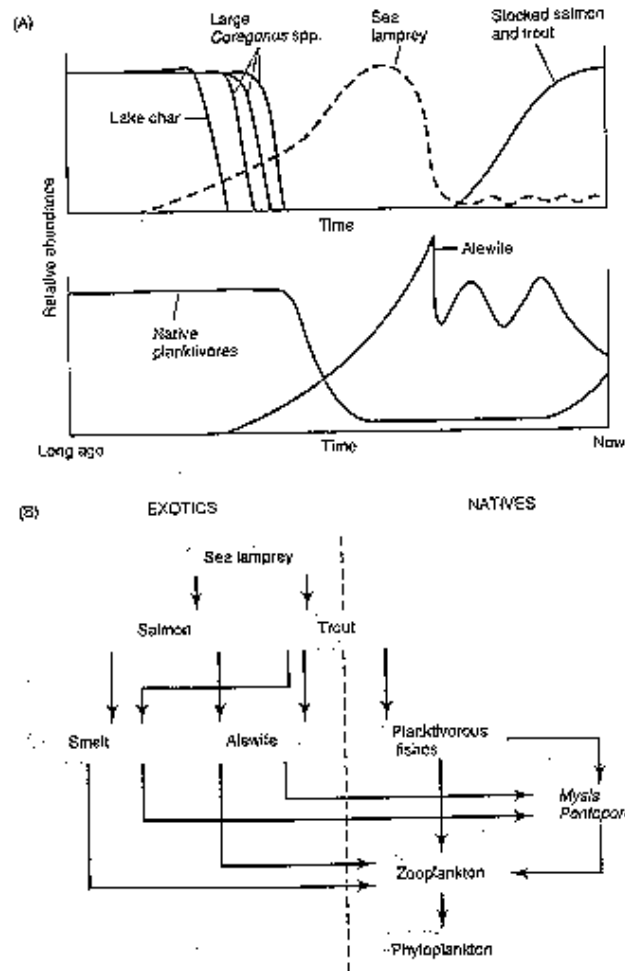 (A)
Large
Coregonus spp.
Sea
lamprey
Stocked salmon
and trout
Lake char
Time
Relative abundance
Alewife
Native
planktivores
Long ago
Time
Now
(B)
EXOTICS
NATIVES
Sea lamprey
Salmon
Trout
Smelt
Alewife
Planktivorous
fishes
Mysis
Pontopore
Zooplankton
Phytoplankton